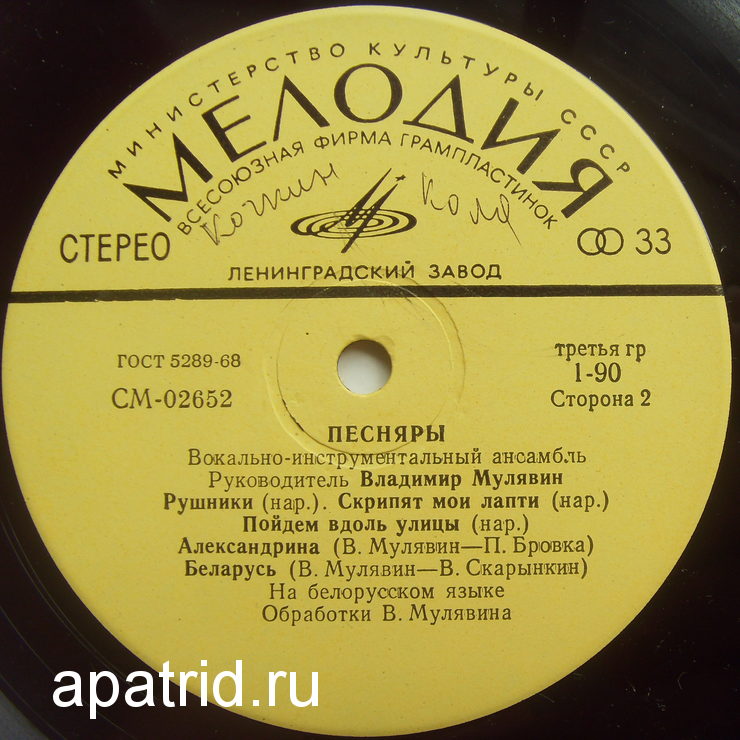 МИНИСТЕРСТВО КУЛЬТУРЫ СССР
МЕЛОДИЯ
ВСЕСОЮЗНАЯ ФИРМА ГРАМПЛАСТИНОК
Коля
СТЕРЕО
33
ЛЕНИНГРАДСКИЙ ЗАВОД
ГОСТ 5289-68
третья гр
СМ-02652
1-90
Сторона 2
ПЕСНЯРЫ
Вокально-инструментальный ансамбль
Руководитель Владимир Мулявин
Рушники (нар.). Скрипят мои лапти (нар.)
Пойдем вдоль улицы (нар.)
Александрина (В. Мулявин—П. Бровка)
Беларусь (В. Мулявин—В. Скарынкин)
На белорусском языке
Обработки В. Мулявина
apatrid.ru